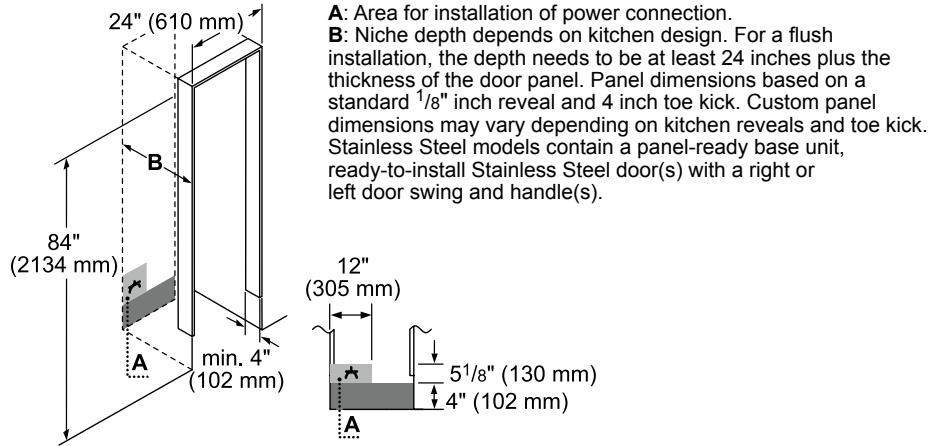 24" (610 mm)
A: Area for installation of power connection.
B: Niche depth depends on kitchen design. For a flush
installation, the depth needs to be at least 24 inches plus the
thickness of the door panel. Panel dimensions based on a
standard 1/8" inch reveal and 4 inch toe kick. Custom panel
dimensions may vary depending on kitchen reveals and toe kick.
Stainless Steel models contain a panel-ready base unit,
ready-to-install Stainless Steel door(s) with a right or
left door swing and handle(s).
B
84"
(2134 mm)
A
min. 4"
(102 mm)
12"
(305 mm)
51/8" (130 mm)
4" (102 mm)
A